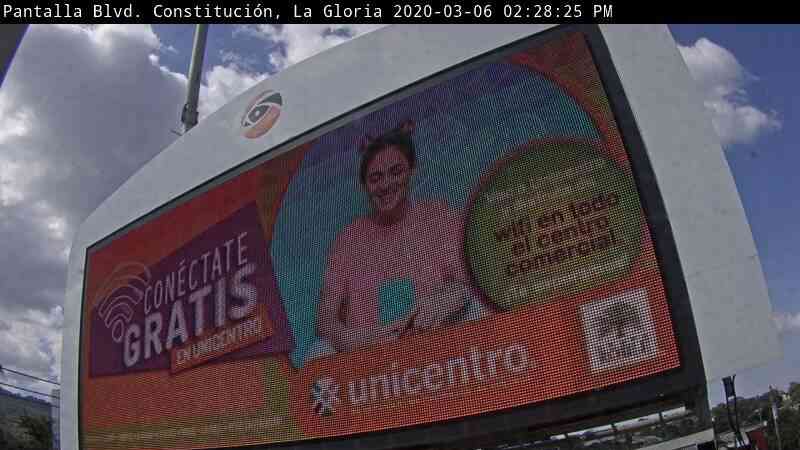 Pantalla Blvd. Constitución, La Gloria 2020-03-06 02:28:25 PM
CONÉCTATE
GRATIS
EN UNICENTRO
wifi en todo
el centro
comercial
unicentro